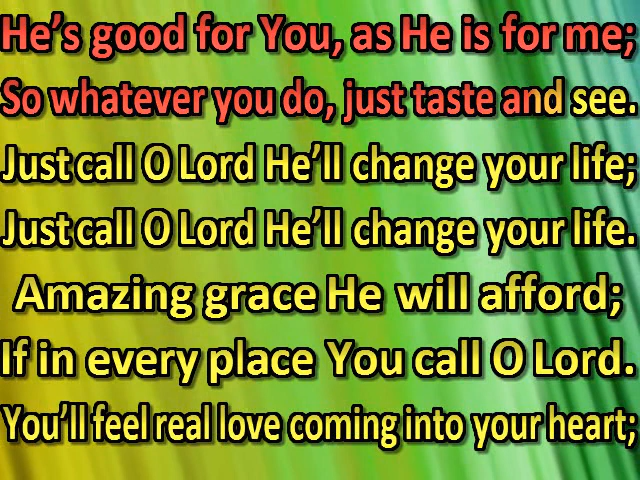 He’s good for You, as He is for me;
So whatever you do, just taste and see.
Just call O Lord He’ll change your life;
Just call O Lord He’ll change your life.
Amazing grace He will afford;
If in every place You call O Lord.
You’ll feel real love coming into your heart;